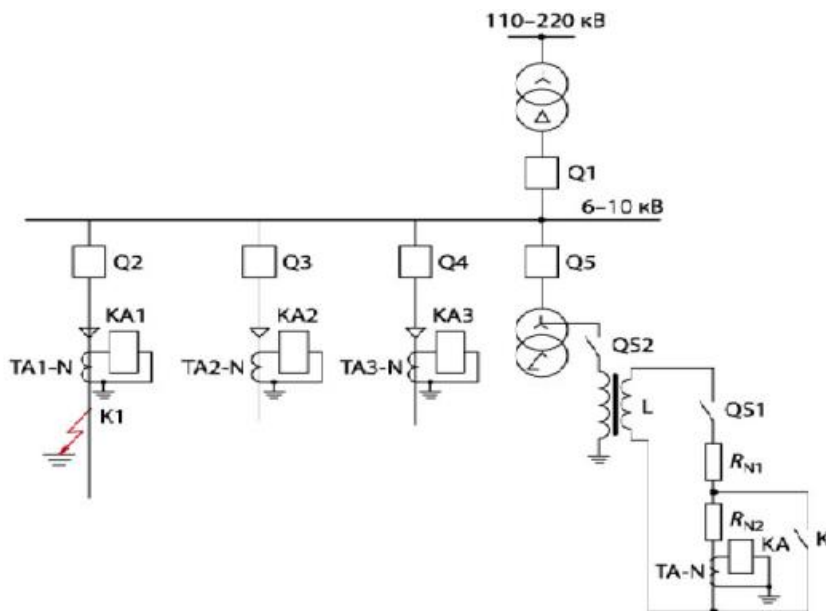 110–220 кВ
Q1
6–10 кВ
Q2
Q3
Q4
Q5
KA1
KA2
KA3
QS2
TA1-N
TA2-N
TA3-N
L
QS1
K1
RN1
RN2
KA
K
TA-N